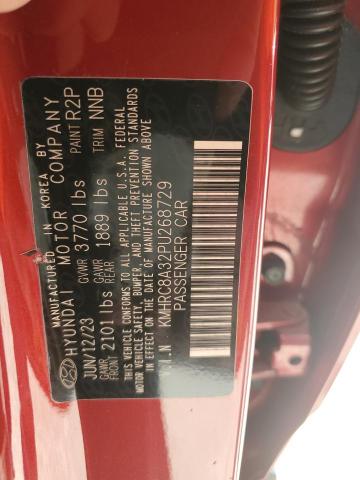 MANUFACTURED IN KOREA BY
HYUNDAI MOTOR COMPANY
JUN/12/23 GVWR 3770 lbs PAINT R2P
GAWR FRONT 2101 lbs GAWR REAR 1889 lbs TRIM NNB
THIS VEHICLE CONFORMS TO ALL APPLICABLE U.S.A. FEDERAL
MOTOR VEHICLE SAFETY, BUMPER, AND THEFT PREVENTION
STANDARDS IN EFFECT ON THE DATE OF MANUFACTURE SHOWN ABOVE
V.I.N KMHRC8A32PU268729
PASSENGER CAR